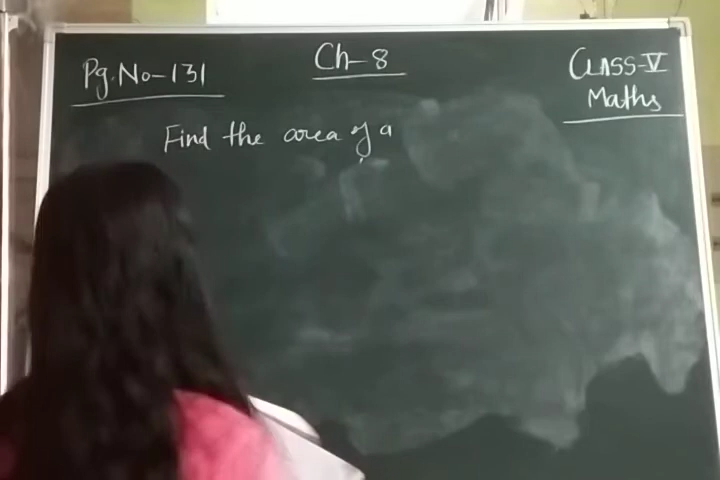 Pg.No-131
Ch-8
CLASS-V
Maths
Find the area of a